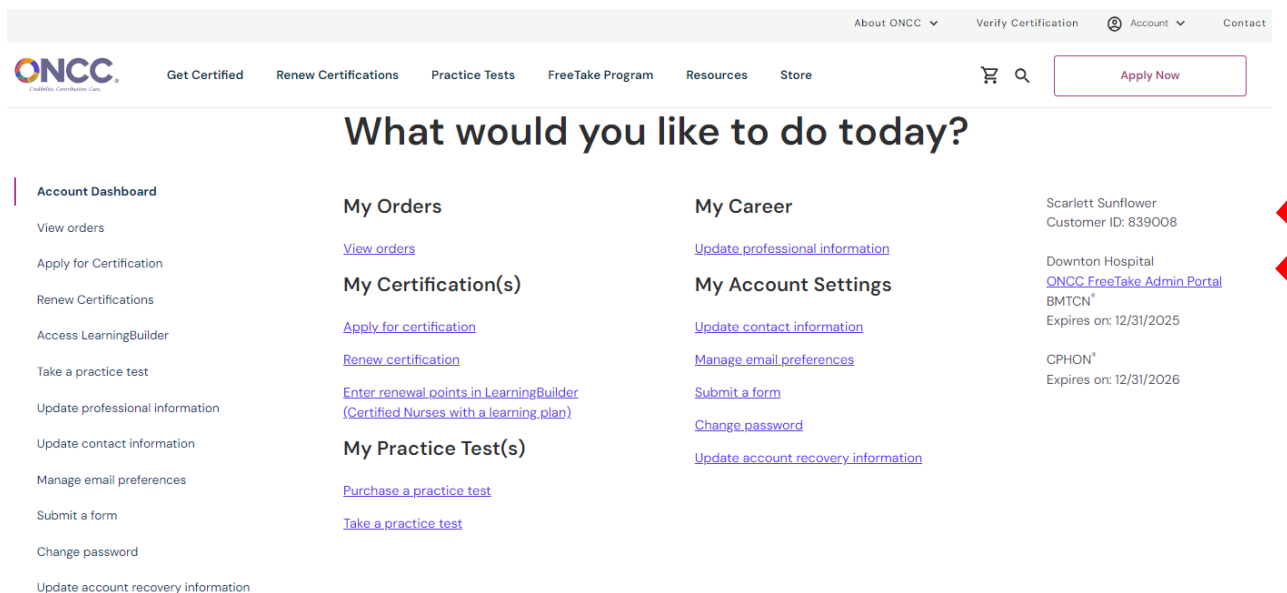 About ONCC
Verify Certification
Account
Contact
ONCC®
Credibility. Contribution. Care.
Get Certified
Renew Certifications
Practice Tests
FreeTake Program
Resources
Store
Apply Now
What would you like to do today?
Account Dashboard
View orders
Apply for Certification
Renew Certifications
Access LearningBuilder
Take a practice test
Update professional information
Update contact information
Manage email preferences
Submit a form
Change password
Update account recovery information
My Orders
View orders
My Certification(s)
Apply for certification
Renew certification
Enter renewal points in LearningBuilder
(Certified Nurses with a learning plan)
My Practice Test(s)
Purchase a practice test
Take a practice test
My Career
Update professional information
My Account Settings
Update contact information
Manage email preferences
Submit a form
Change password
Update account recovery information
Scarlett Sunflower
Customer ID: 839008
Downton Hospital
ONCC FreeTake Admin Portal
BMTCN®
Expires on: 12/31/2025
CPHON®
Expires on: 12/31/2026